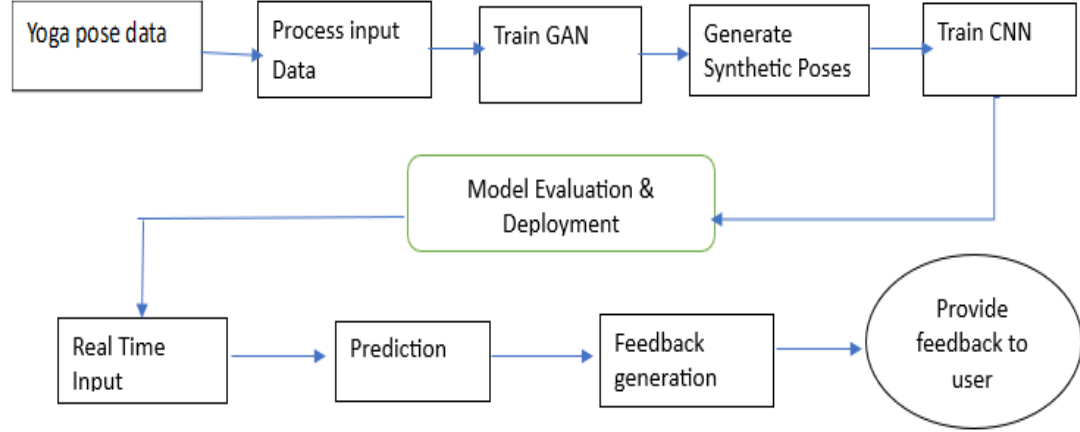 Yoga pose data
Process input
Data
Train GAN
Generate
Synthetic Poses
Train CNN
Model Evaluation &
Deployment
Real Time
Input
Prediction
Feedback
generation
Provide
feedback to
user